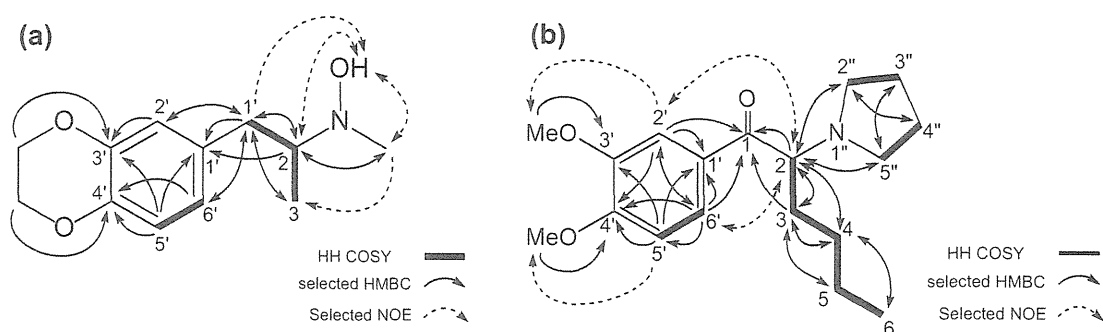 (a)
OH
N
O
O
2'
1'
3'
1'
2
4'
6'
3
5'
HH COSY
selected HMBC
Selected NOE
(b)
O
MeO
MeO
2'
3'
1'
4'
5'
6'
1
2
3
4
5
6
N
1"
2"
3"
4"
5"
HH COSY
selected HMBC
Selected NOE